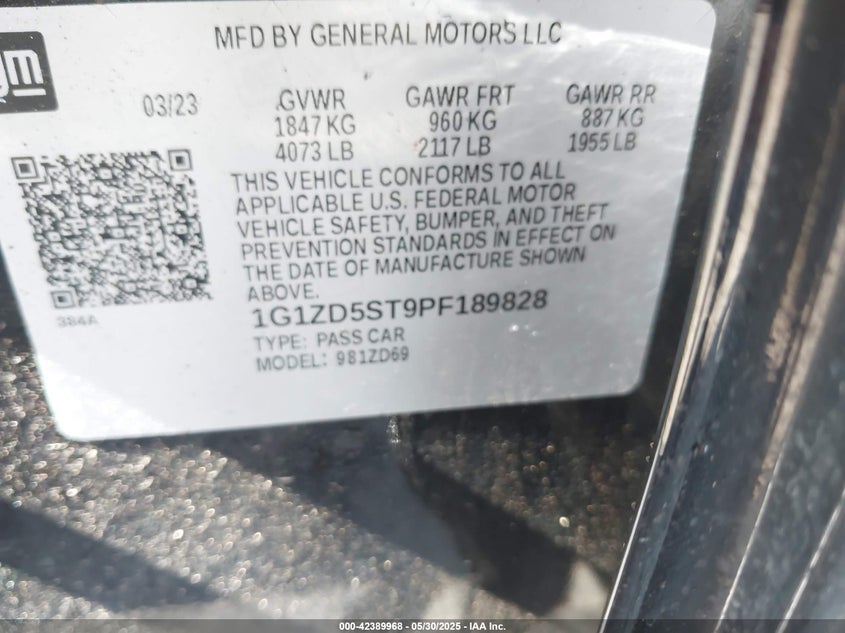 gm
MFD BY GENERAL MOTORS LLC
03/23 GVWR GAWR FRT GAWR RR
1847 KG 960 KG 887 KG
4073 LB 2117 LB 1955 LB
THIS VEHICLE CONFORMS TO ALL
APPLICABLE U.S. FEDERAL MOTOR
VEHICLE SAFETY, BUMPER, AND THEFT
PREVENTION STANDARDS IN EFFECT ON
THE DATE OF MANUFACTURE SHOWN
ABOVE.
384A
1G1ZD5ST9PF189828
TYPE: PASS CAR
MODEL: 981ZD69
000-42389968 - 05/30/2025 - IAA Inc.